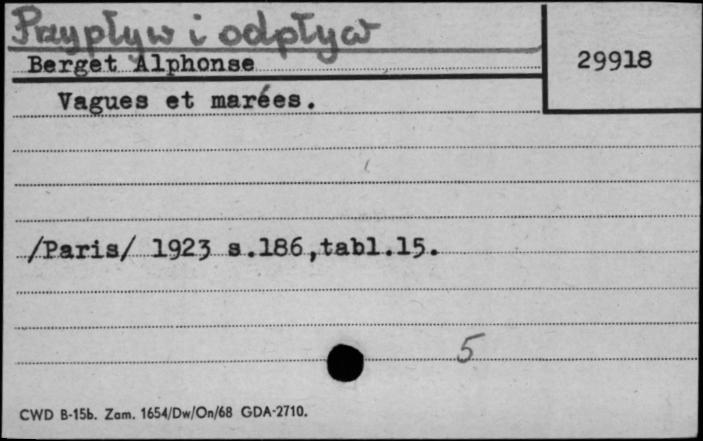 Przypływ i odpływ
Berget Alphonse
29918
Vagues et marées.
/Paris/ 1923 s.186,tabl.15.
5
CWD B-15b. Zam. 1654/Dw/On/68 GDA-2710.